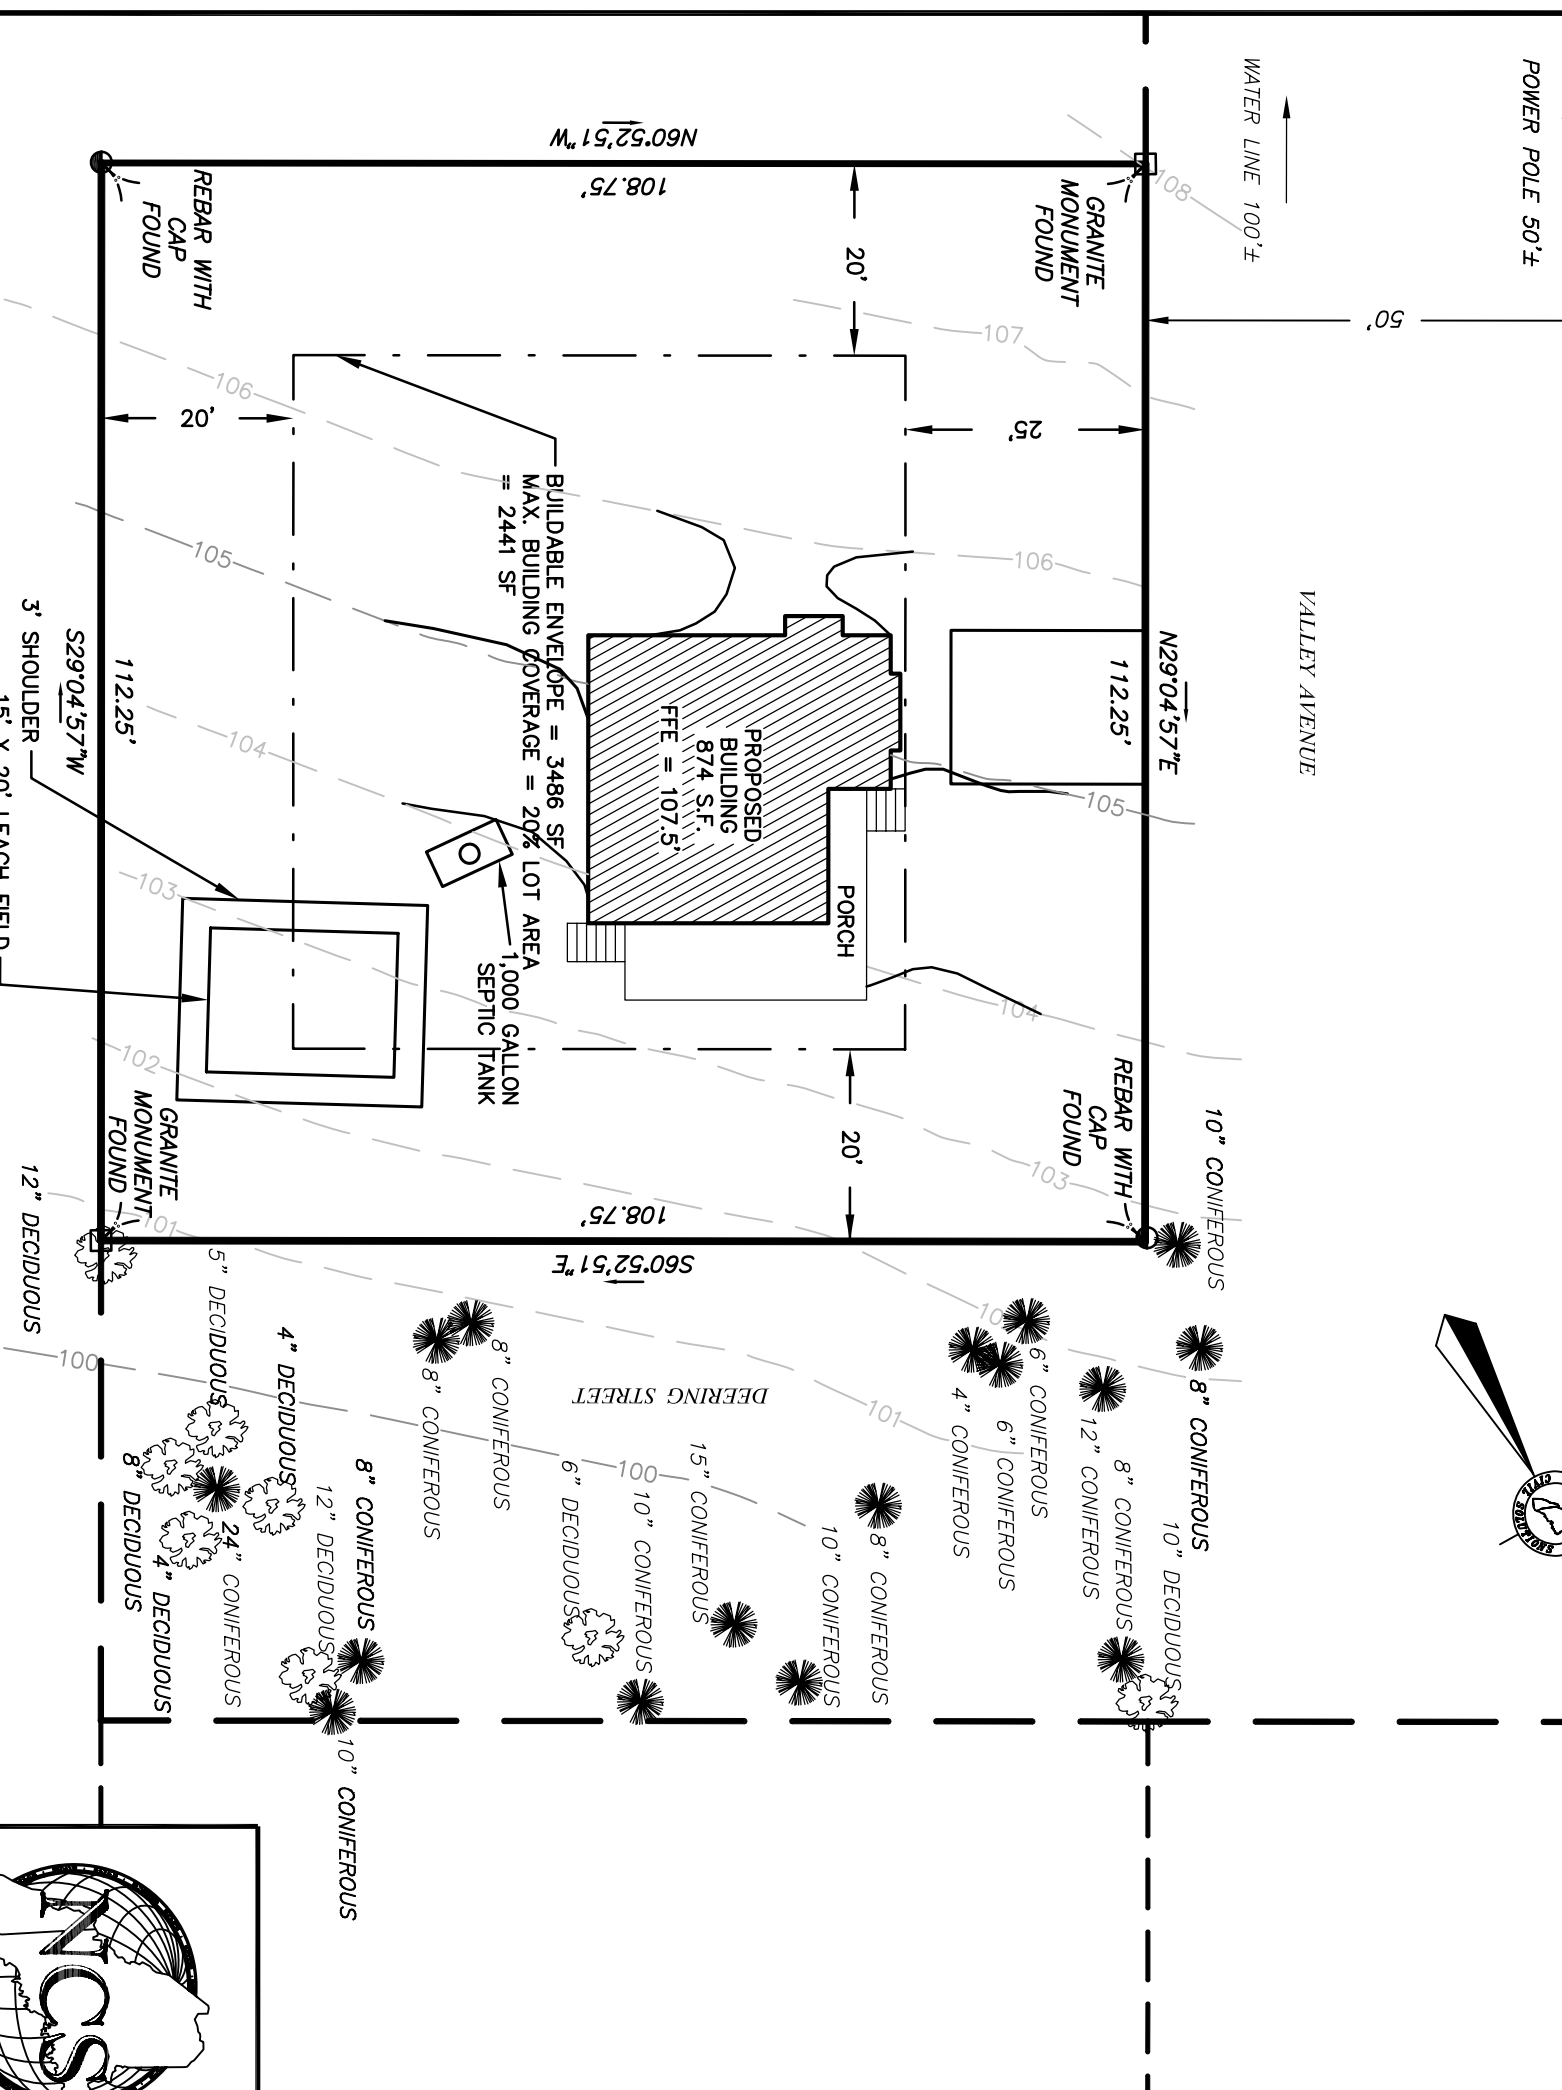 POWER POLE 50'±
WATER LINE 100'±
50'
VALLEY AVENUE
N29°04'57"E
112.25'
GRANITE
MONUMENT
FOUND
REBAR WITH
CAP
FOUND
N60°52'51"W
108.75'
20'
25'
20'
20'
REBAR WITH
CAP
FOUND
GRANITE
MONUMENT
FOUND
S60°52'51"E
108.75'
S29°04'57"W
112.25'
BUILDABLE ENVELOPE = 3486 SF
MAX. BUILDING COVERAGE = 20% LOT AREA
= 2441 SF
PROPOSED
BUILDING
874 S.F.
FFE = 107.5'
PORCH
1,000 GALLON
SEPTIC TANK
3' SHOULDER
15' X 20' LEACH FIELD
108
107
106
106
105
105
104
104
103
103
102
101
101
100
100
DEERING STREET
10" CONIFEROUS
8" CONIFEROUS
10" DECIDUOUS
8" CONIFEROUS
12" CONIFEROUS
6" CONIFEROUS
6" CONIFEROUS
4" CONIFEROUS
8" CONIFEROUS
10" CONIFEROUS
15" CONIFEROUS
10" CONIFEROUS
6" DECIDUOUS
8" CONIFEROUS
8" CONIFEROUS
8" CONIFEROUS
10" CONIFEROUS
12" DECIDUOUS
4" DECIDUOUS
5" DECIDUOUS
24" CONIFEROUS
4" DECIDUOUS
8" DECIDUOUS
12" DECIDUOUS
CIVIL SOLUTIONS
NCS